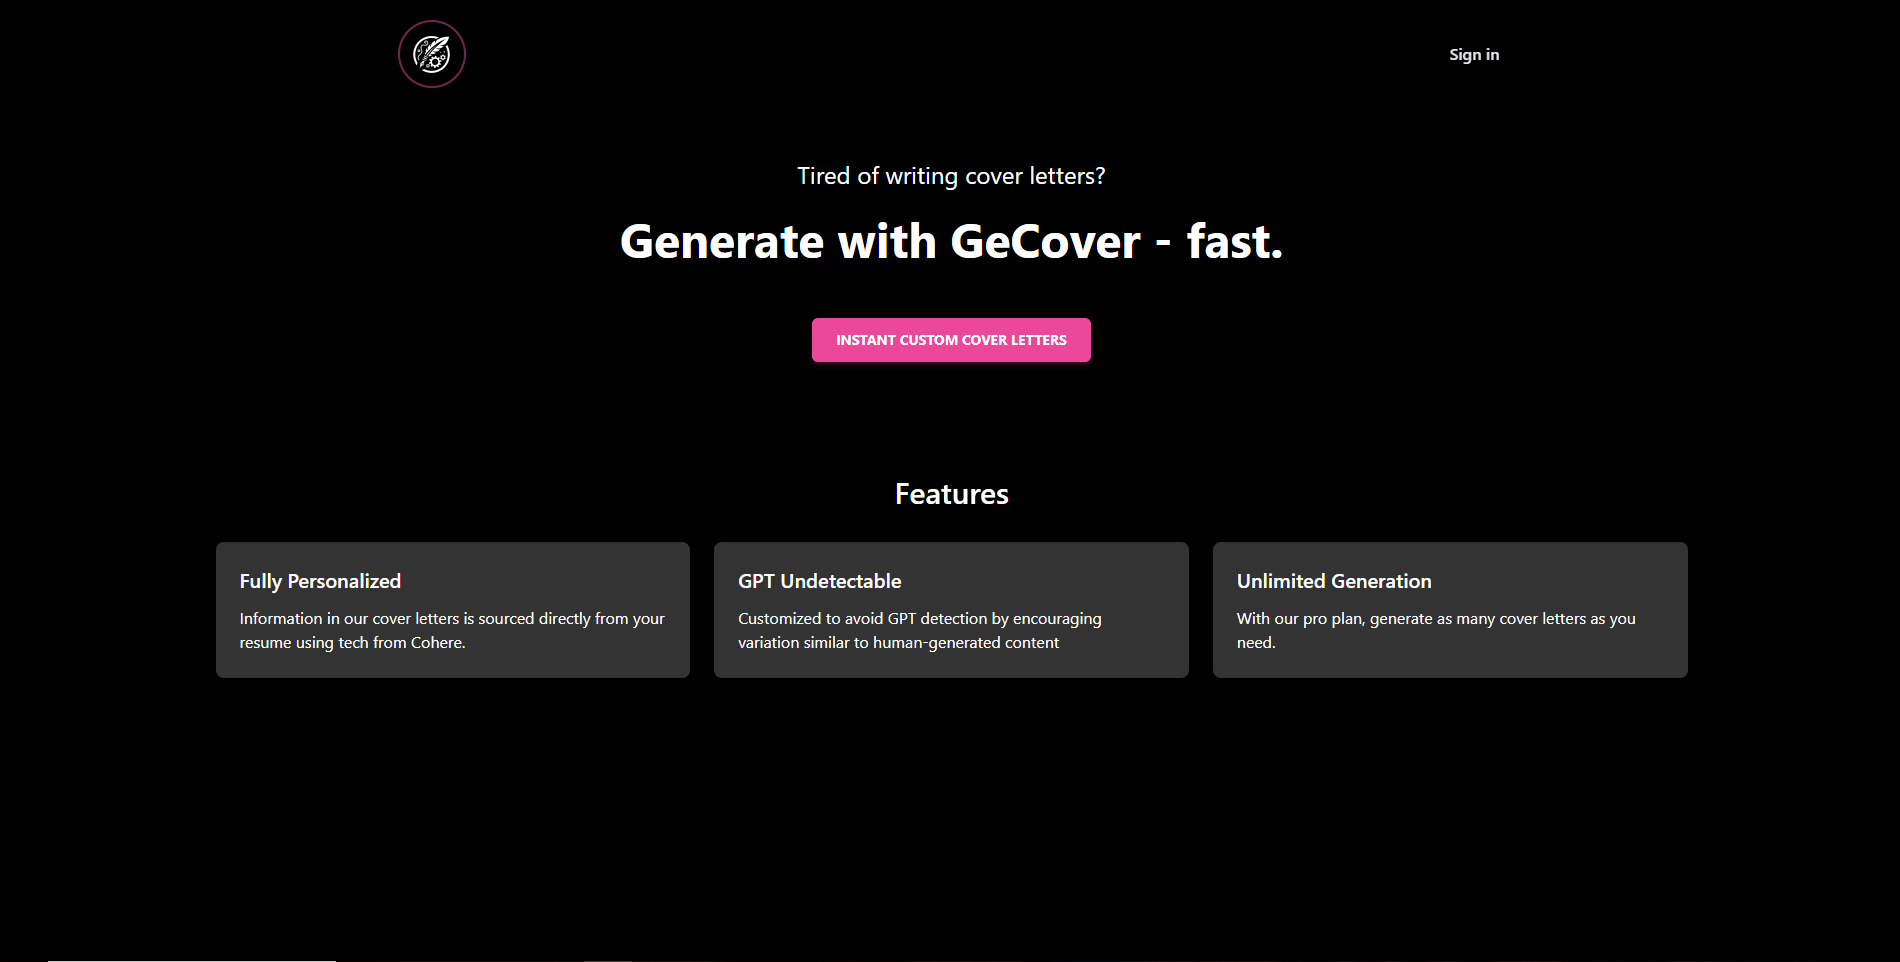 Sign in
Tired of writing cover letters?
Generate with GeCover - fast.
INSTANT CUSTOM COVER LETTERS
Features
Fully Personalized
Information in our cover letters is sourced directly from your
resume using tech from Cohere.
GPT Undetectable
Customized to avoid GPT detection by encouraging
variation similar to human-generated content
Unlimited Generation
With our pro plan, generate as many cover letters as you
need.